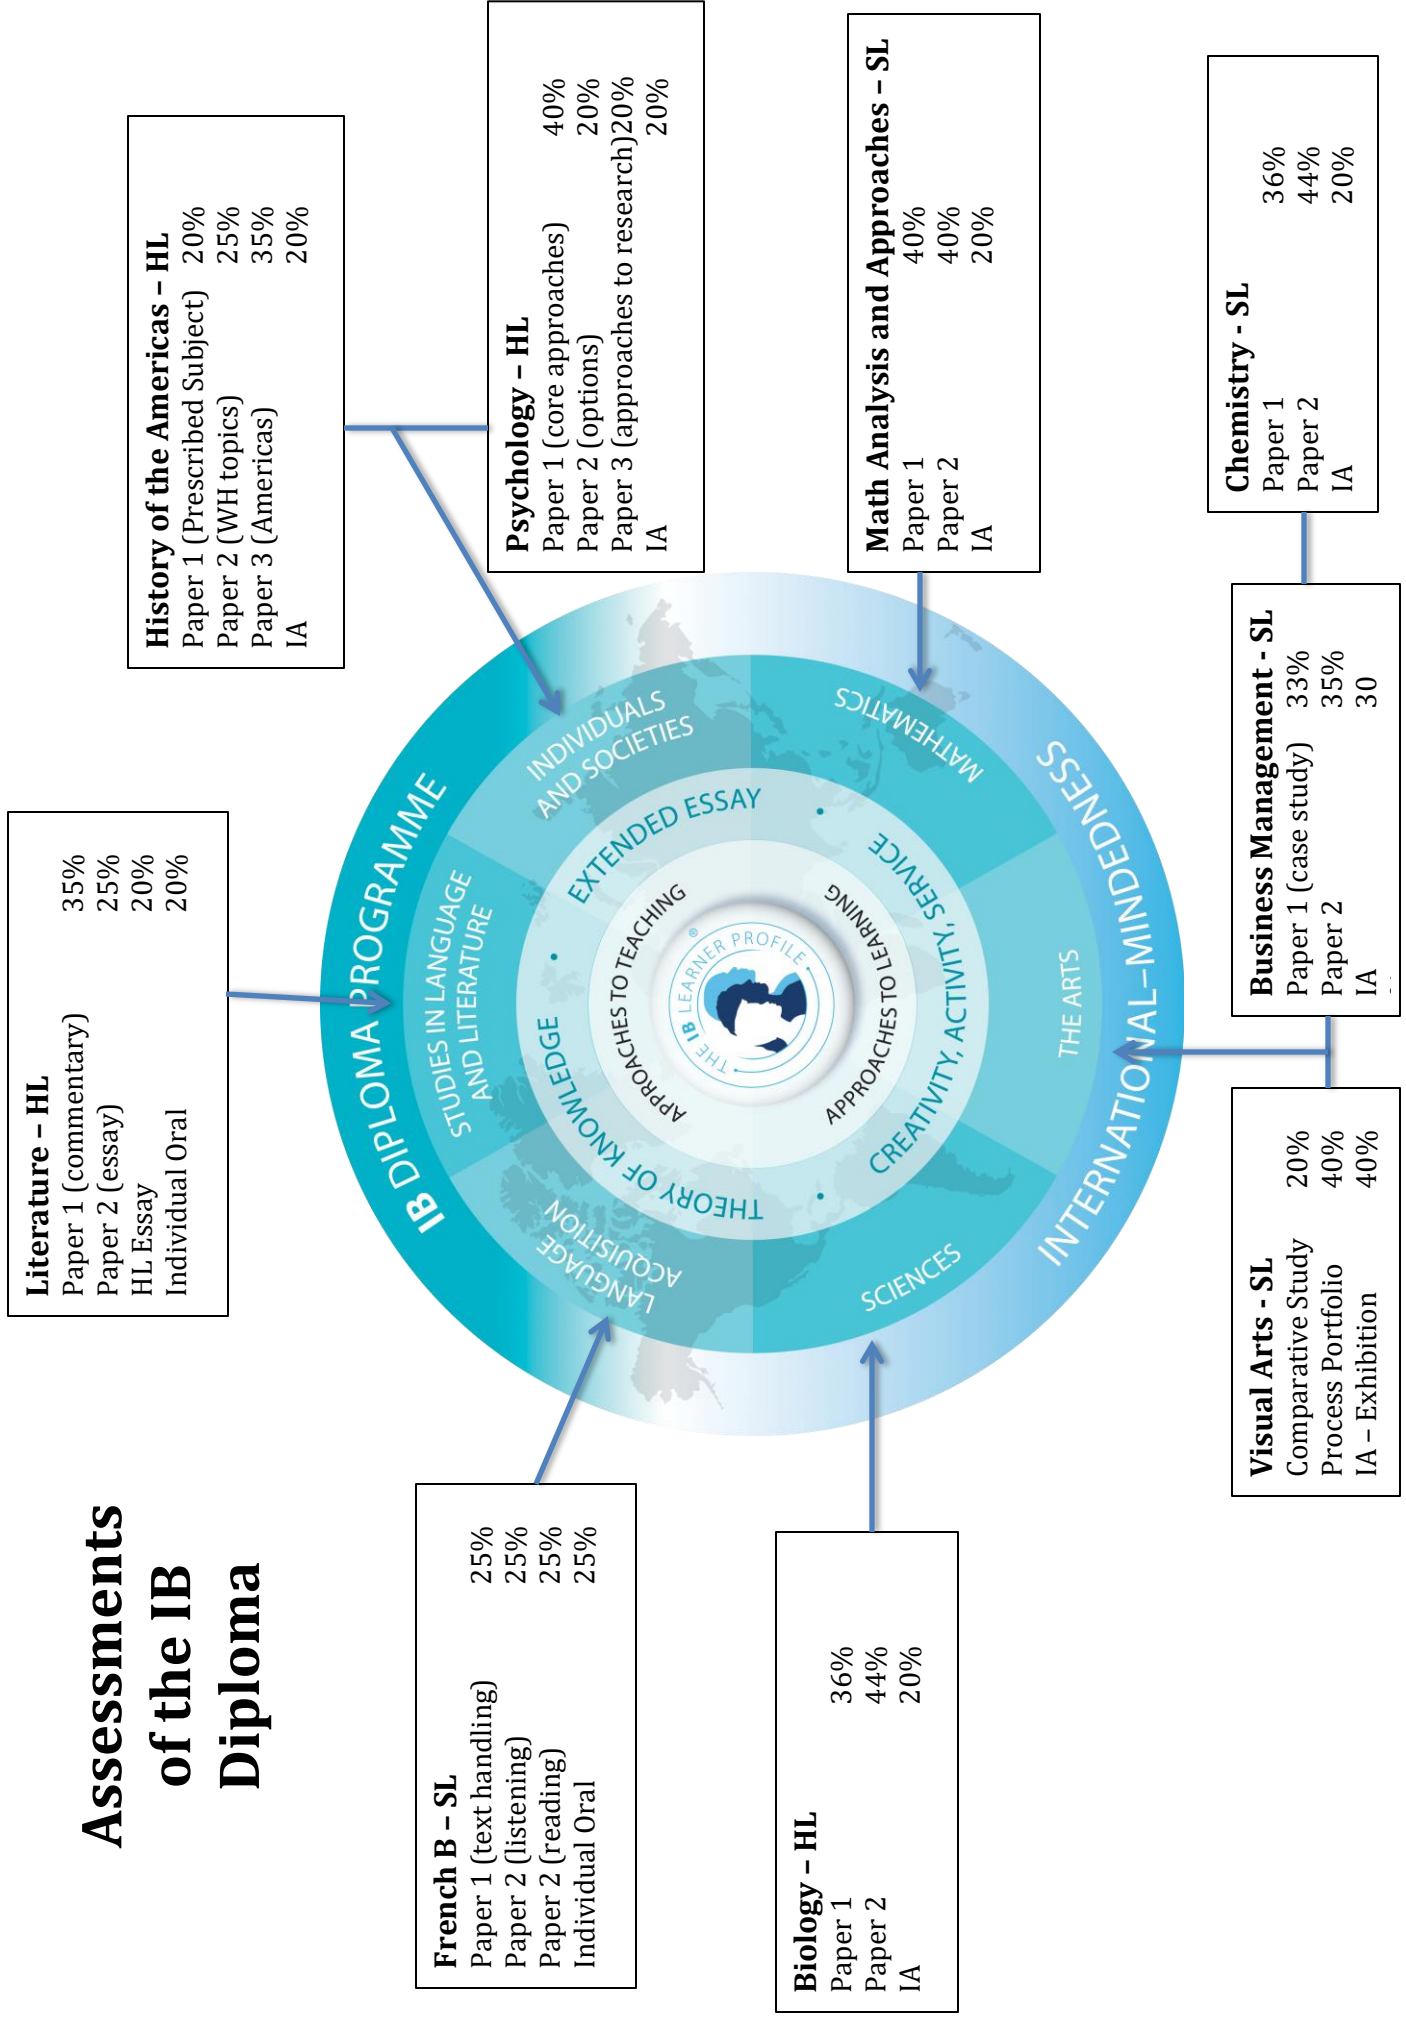 Assessments
of the IB
Diploma
Literature – HL
Paper 1 (commentary) 35%
Paper 2 (essay) 25%
HL Essay 20%
Individual Oral 20%
History of the Americas – HL
Paper 1 (Prescribed Subject) 20%
Paper 2 (WH topics) 25%
Paper 3 (Americas) 35%
IA 20%
French B – SL
Paper 1 (text handling) 25%
Paper 2 (listening) 25%
Paper 2 (reading) 25%
Individual Oral 25%
Psychology – HL
Paper 1 (core approaches) 40%
Paper 2 (options) 20%
Paper 3 (approaches to research)20%
IA 20%
Biology – HL
Paper 1 36%
Paper 2 44%
IA 20%
Math Analysis and Approaches – SL
Paper 1 40%
Paper 2 40%
IA 20%
Visual Arts - SL
Comparative Study 20%
Process Portfolio 40%
IA – Exhibition 40%
Business Management - SL
Paper 1 (case study) 33%
Paper 2 35%
IA 30
Chemistry - SL
Paper 1 36%
Paper 2 44%
IA 20%
IB DIPLOMA PROGRAMME
STUDIES IN LANGUAGE
AND LITERATURE
LANGUAGE
ACQUISITION
INDIVIDUALS
AND SOCIETIES
THEORY OF KNOWLEDGE
• EXTENDED ESSAY •
APPROACHES TO TEACHING
THE IB LEARNER PROFILE ®
APPROACHES TO LEARNING
CREATIVITY, ACTIVITY, SERVICE •
SCIENCES
MATHEMATICS
THE ARTS
INTERNATIONAL-MINDEDNESS